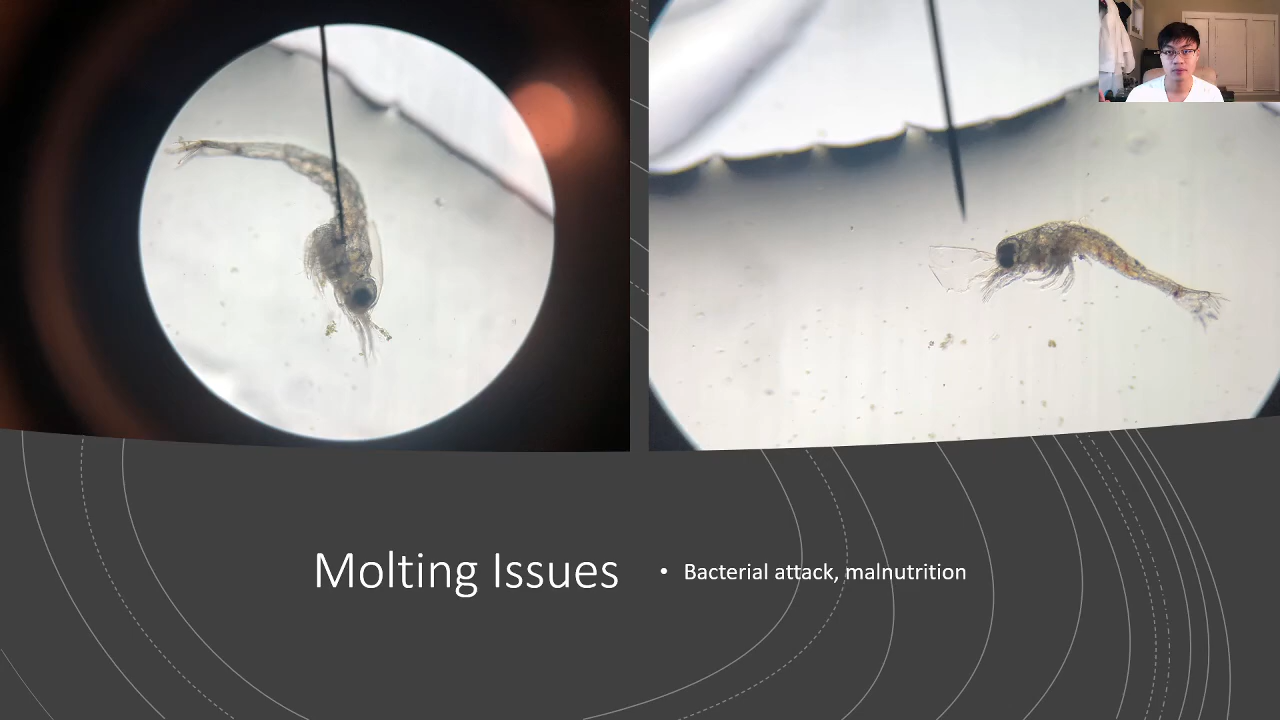 Molting Issues
• Bacterial attack, malnutrition